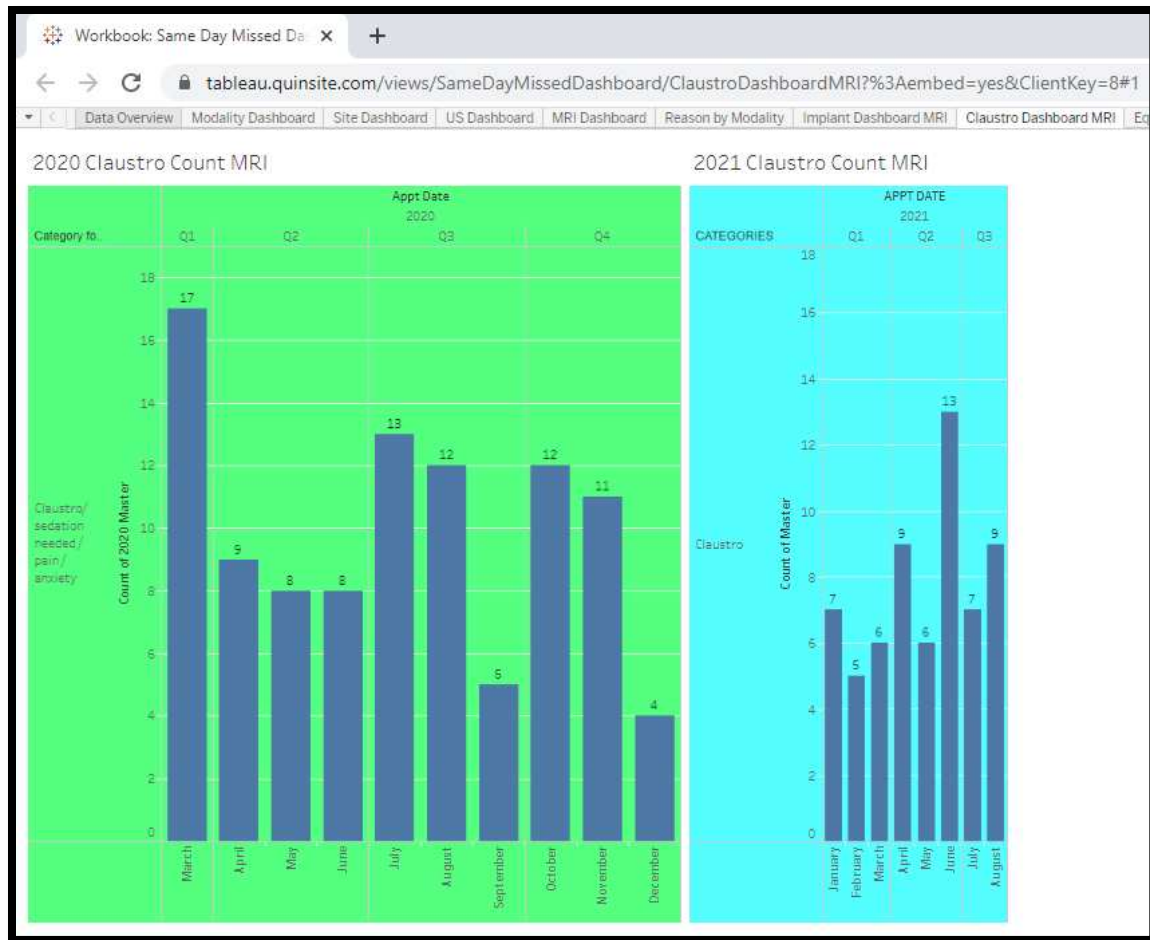 Workbook: Same Day Missed Da
tableau.quinsite.com/views/SameDayMissedDashboard/ClaustroDashboardMRI?%3Aembed=yes&ClientKey=8#1
Data Overview Modality Dashboard Site Dashboard US Dashboard MRI Dashboard Reason by Modality Implant Dashboard MRI Claustro Dashboard MRI Eq
2020 Claustro Count MRI
Appt Date
2020
Category fo..
Q1 Q2 Q3 Q4
Claustro/
sedation
needed/
pain/
anxiety
Count of 2020 Master
18
16
14
12
10
8
6
4
2
0
17
9
8
8
13
12
5
12
11
4
March
April
May
June
July
August
September
October
November
December
2021 Claustro Count MRI
APPT DATE
2021
CATEGORIES
Q1 Q2 Q3
Claustro
Count of Master
18
16
14
12
10
8
6
4
2
0
7
5
6
9
6
13
7
9
January
February
March
April
May
June
July
August